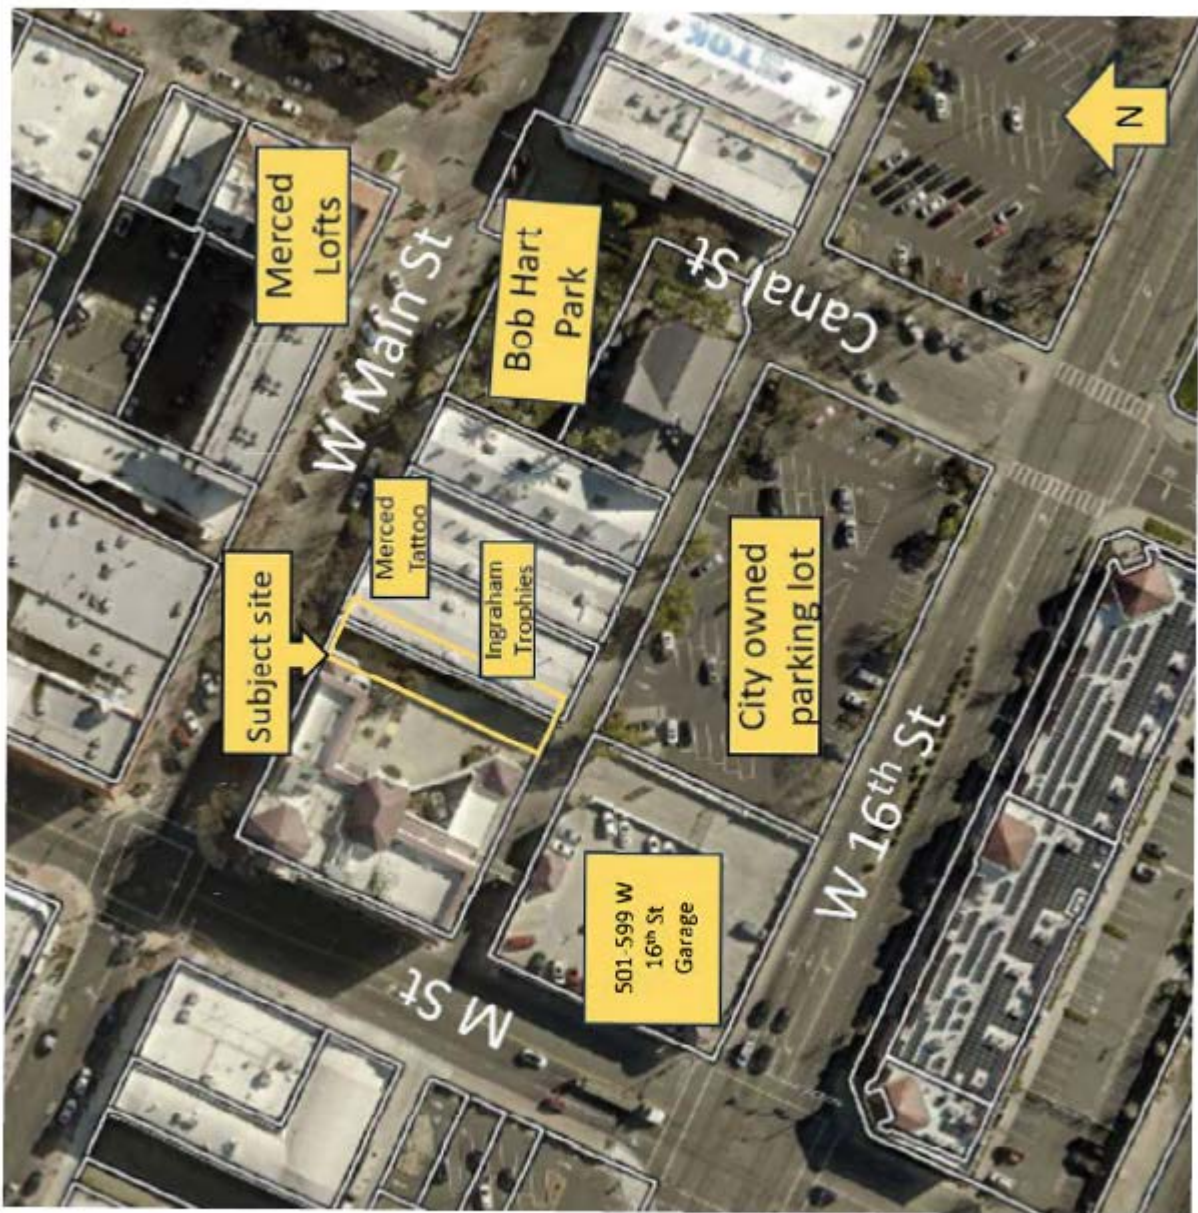 Subject site
Merced
Lofts
W Main St
Merced
Tattoo
M St
Ingraham
Trophies
Bob Hart
Park
501-599 W
16th St
Garage
City owned
parking lot
Canal St
W 16th St
N